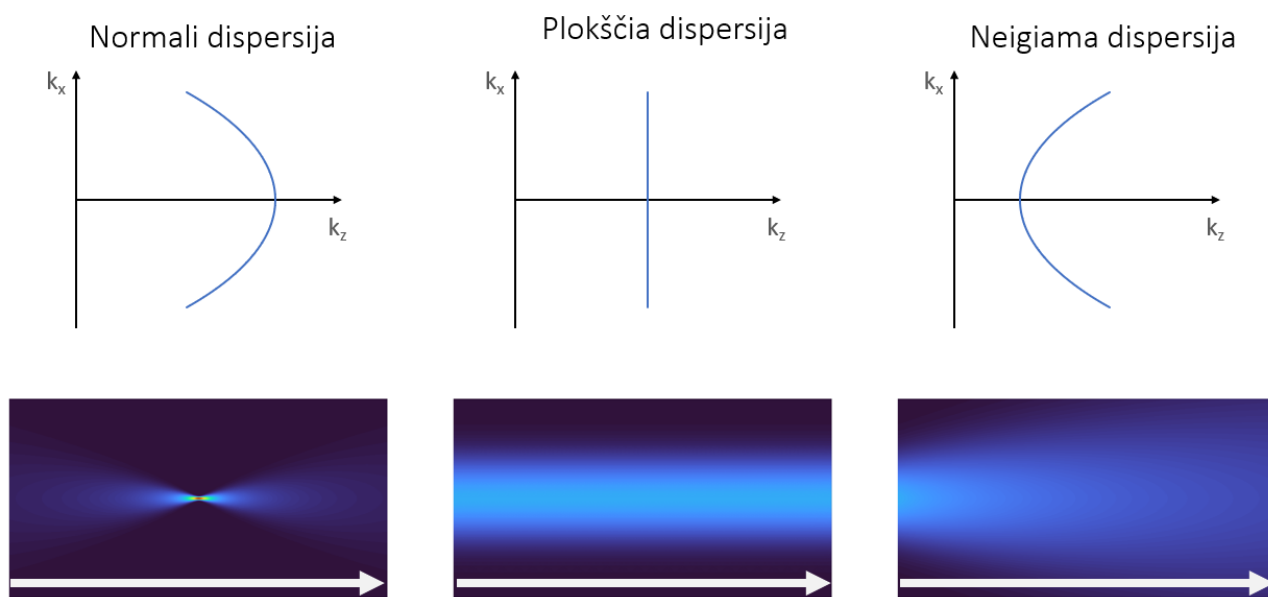 Normali dispersija
Plokščia dispersija
Neigiama dispersija
kx
kz
kx
kz
kx
kz